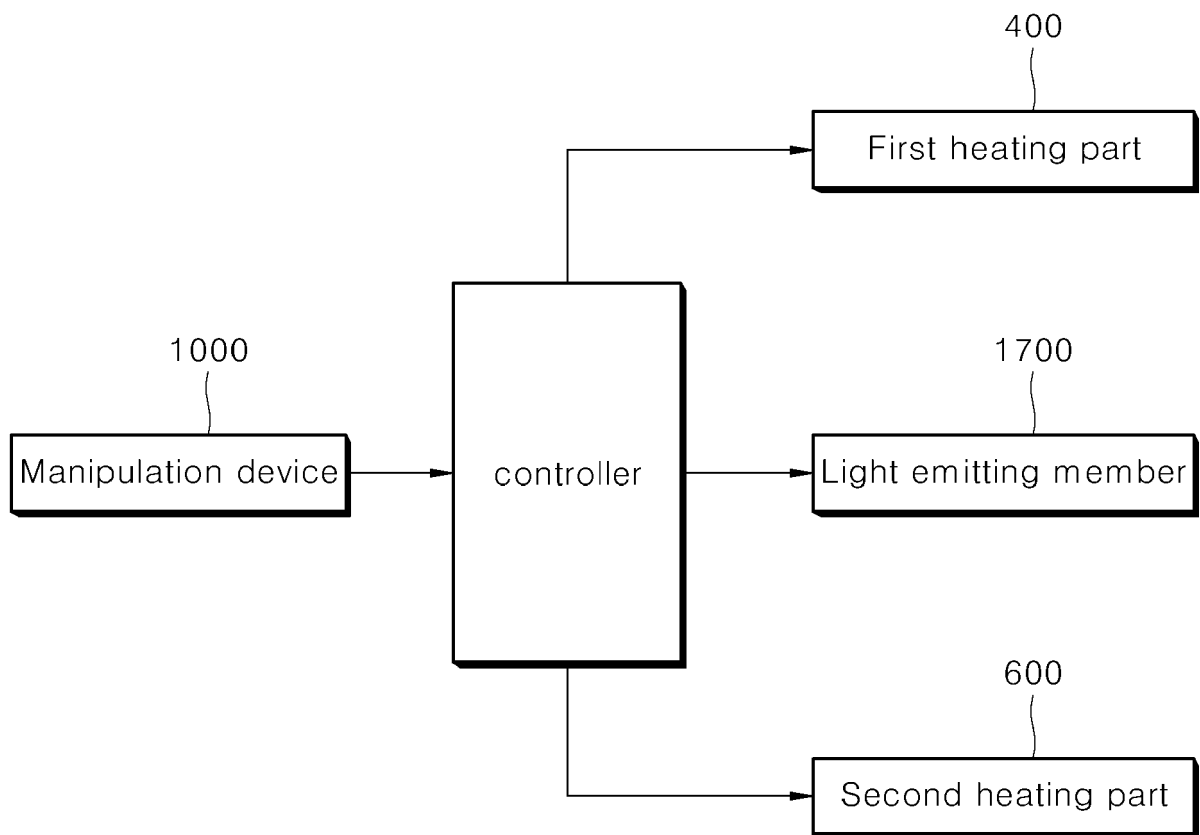 400
First heating part
1000
Manipulation device
controller
1700
Light emitting member
600
Second heating part